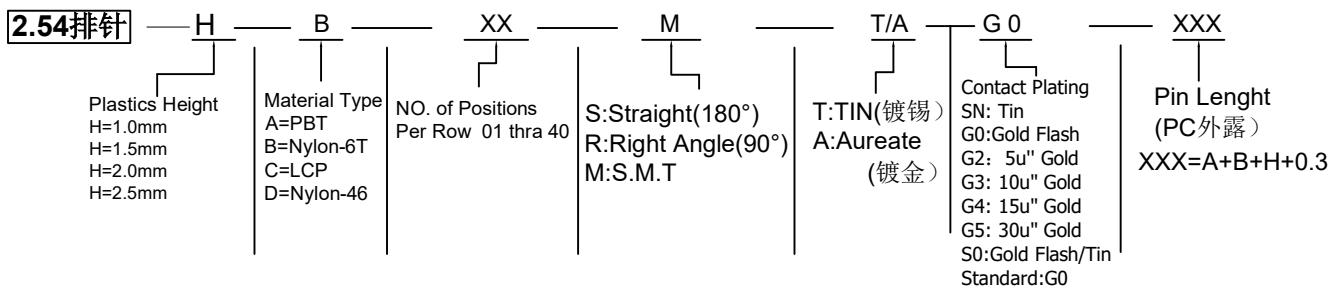 2.54排针 H B XX M T/A G 0 XXX
Plastics Height
H=1.0mm
H=1.5mm
H=2.0mm
H=2.5mm
Material Type
A=PBT
B=Nylon-6T
C=LCP
D=Nylon-46
NO. of Positions
Per Row 01 thra 40
S:Straight(180°)
R:Right Angle(90°)
M:S.M.T
T:TIN(镀锡）
A:Aureate
(镀金）
Contact Plating
SN: Tin
G0:Gold Flash
G2： 5u" Gold
G3: 10u" Gold
G4: 15u" Gold
G5: 30u" Gold
S0:Gold Flash/Tin
Standard:G0
Pin Lenght
(PC外露）
XXX=A+B+H+0.3